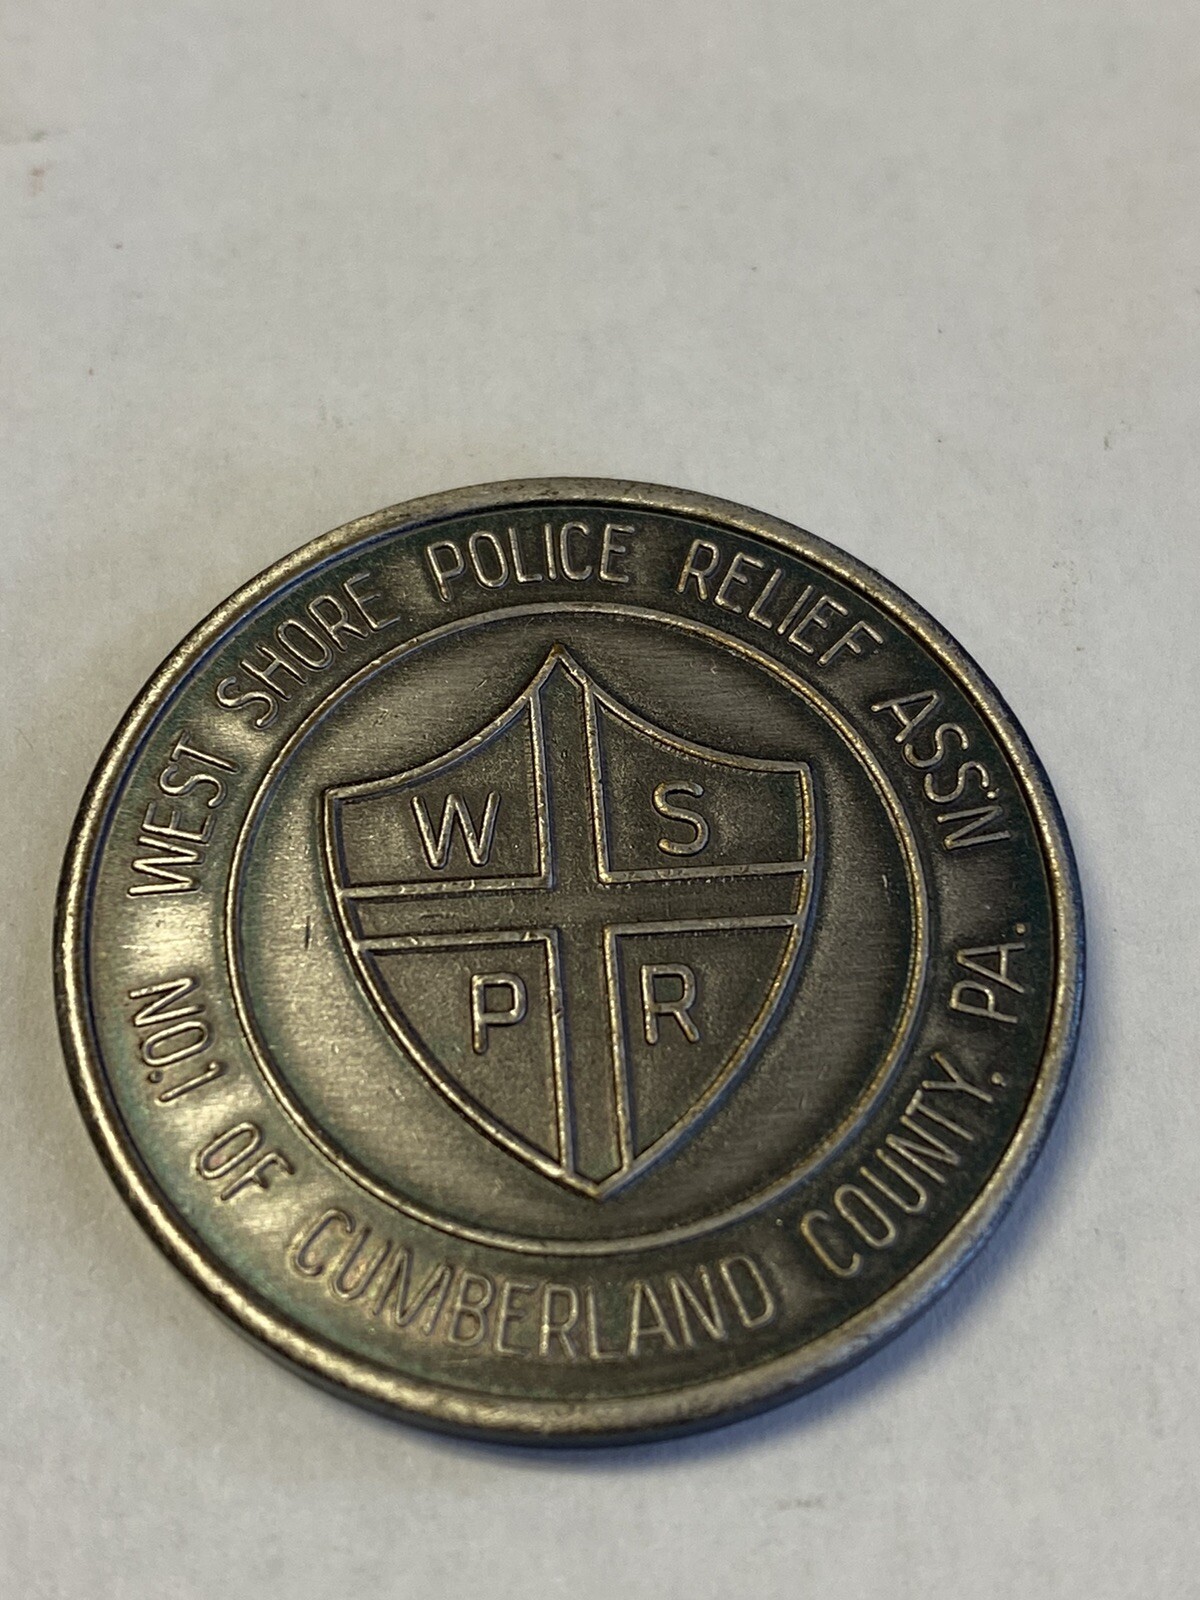 WEST SHORE POLICE RELIEF ASS'N
NO.1 OF CUMBERLAND COUNTY, PA.
W S
P R